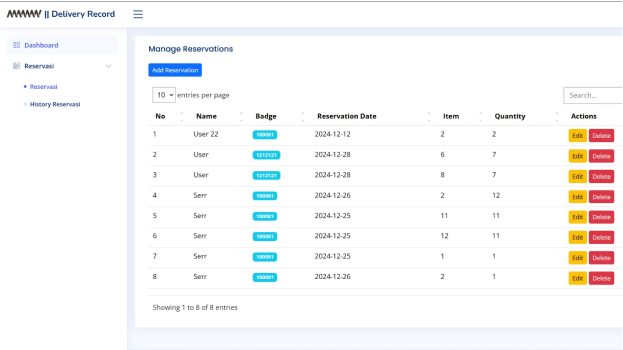 || Delivery Record
Dashboard
Reservasi
Reservasi
History Reservasi
Manage Reservations
Add Reservation
10 entries per page
Search...
No Name Badge Reservation Date Item Quantity Actions
1 User 22 100001 2024-12-12 2 2 Edit Delete
2 User 1212121 2024-12-28 6 7 Edit Delete
3 User 1212121 2024-12-28 8 7 Edit Delete
4 Serr 100001 2024-12-26 2 12 Edit Delete
5 Serr 100001 2024-12-25 11 11 Edit Delete
6 Serr 100001 2024-12-25 12 11 Edit Delete
7 Serr 100001 2024-12-25 1 1 Edit Delete
8 Serr 100001 2024-12-26 2 1 Edit Delete
Showing 1 to 8 of 8 entries